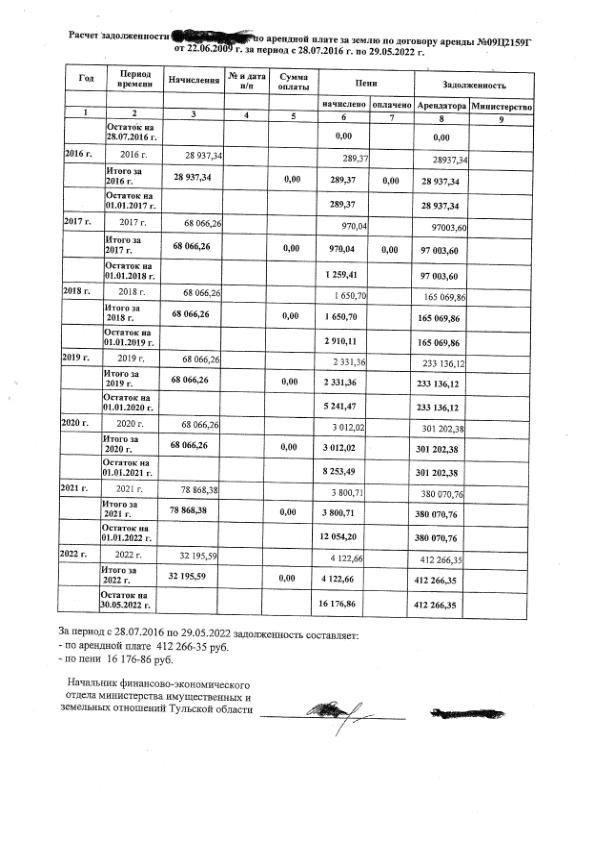 Расчет задолженности по арендной плате за землю по договору аренды №09Ц2159Г
от 22.06.2009 г. за период с 28.07.2016 г. по 29.05.2022 г.
Год Период времени Начисления № и дата п/п Сумма оплаты Пени Задолженность
начислено оплачено Арендатора Министерство
1 2 3 4 5 6 7 8 9
Остаток на 28.07.2016 г. 0,00 0,00
2016 г. 2016 г. 28 937,34 289,37 28937,34
Итого за 2016 г. 28 937,34 0,00 289,37 0,00 28 937,34
Остаток на 01.01.2017 г. 289,37 28 937,34
2017 г. 2017 г. 68 066,26 970,04 97003,60
Итого за 2017 г. 68 066,26 0,00 970,04 0,00 97 003,60
Остаток на 01.01.2018 г. 1 259,41 97 003,60
2018 г. 2018 г. 68 066,26 1 650,70 165 069,86
Итого за 2018 г. 68 066,26 0,00 1 650,70 165 069,86
Остаток на 01.01.2019 г. 2 910,11 165 069,86
2019 г. 2019 г. 68 066,26 2 331,36 233 136,12
Итого за 2019 г. 68 066,26 0,00 2 331,36 233 136,12
Остаток на 01.01.2020 г. 5 241,47 233 136,12
2020 г. 2020 г. 68 066,26 3 012,02 301 202,38
Итого за 2020 г. 68 066,26 0,00 3 012,02 301 202,38
Остаток на 01.01.2021 г. 8 253,49 301 202,38
2021 г. 2021 г. 78 868,38 3 800,71 380 070,76
Итого за 2021 г. 78 868,38 0,00 3 800,71 380 070,76
Остаток на 01.01.2022 г. 12 054,20 380 070,76
2022 г. 2022 г. 32 195,59 4 122,66 412 266,35
Итого за 2022 г. 32 195,59 0,00 4 122,66 412 266,35
Остаток на 30.05.2022 г. 16 176,86 412 266,35
За период с 28.07.2016 по 29.05.2022 задолженность составляет:
- по арендной плате 412 266-35 руб.
- по пени 16 176-86 руб.
Начальник финансово-экономического
отдела министерства имущественных и
земельных отношений Тульской области